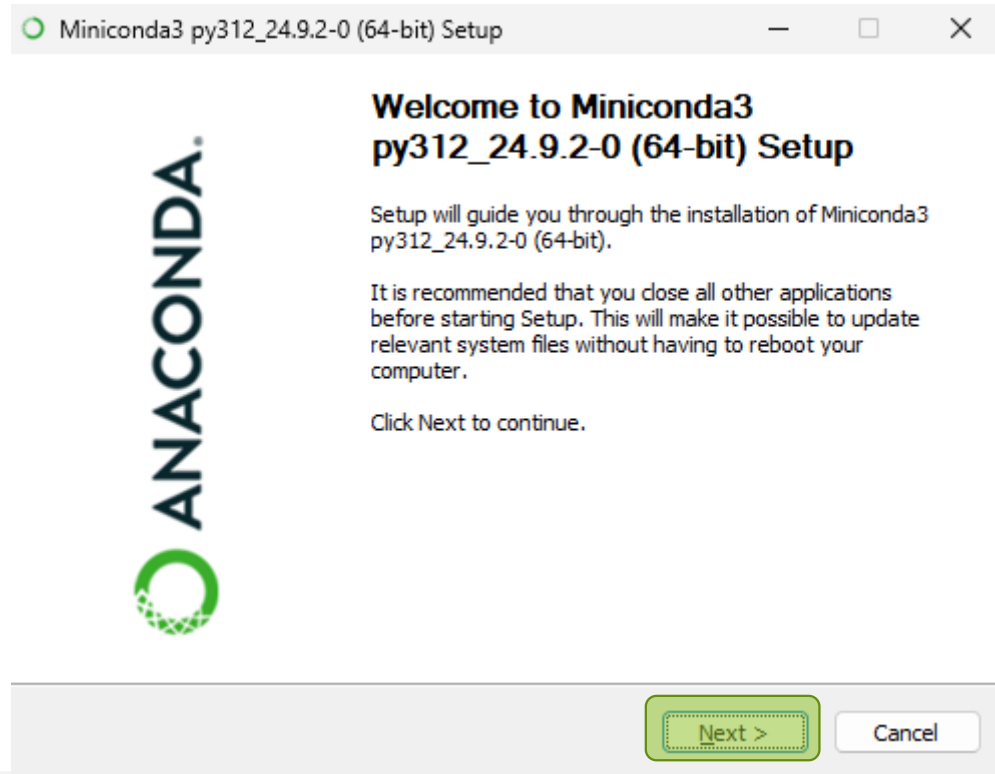 Miniconda3 py312_24.9.2-0 (64-bit) Setup
ANACONDA.
Welcome to Miniconda3
py312_24.9.2-0 (64-bit) Setup
Setup will guide you through the installation of Miniconda3
py312_24.9.2-0 (64-bit).
It is recommended that you close all other applications
before starting Setup. This will make it possible to update
relevant system files without having to reboot your
computer.
Click Next to continue.
Next >
Cancel